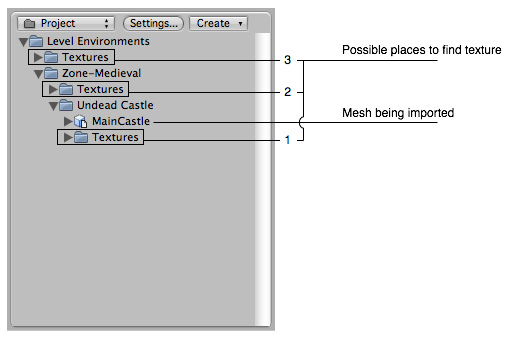 Project Settings... Create
Level Environments
Textures 3 Possible places to find texture
Zone-Medieval
Textures 2
Undead Castle
MainCastle Mesh being imported
Textures 1